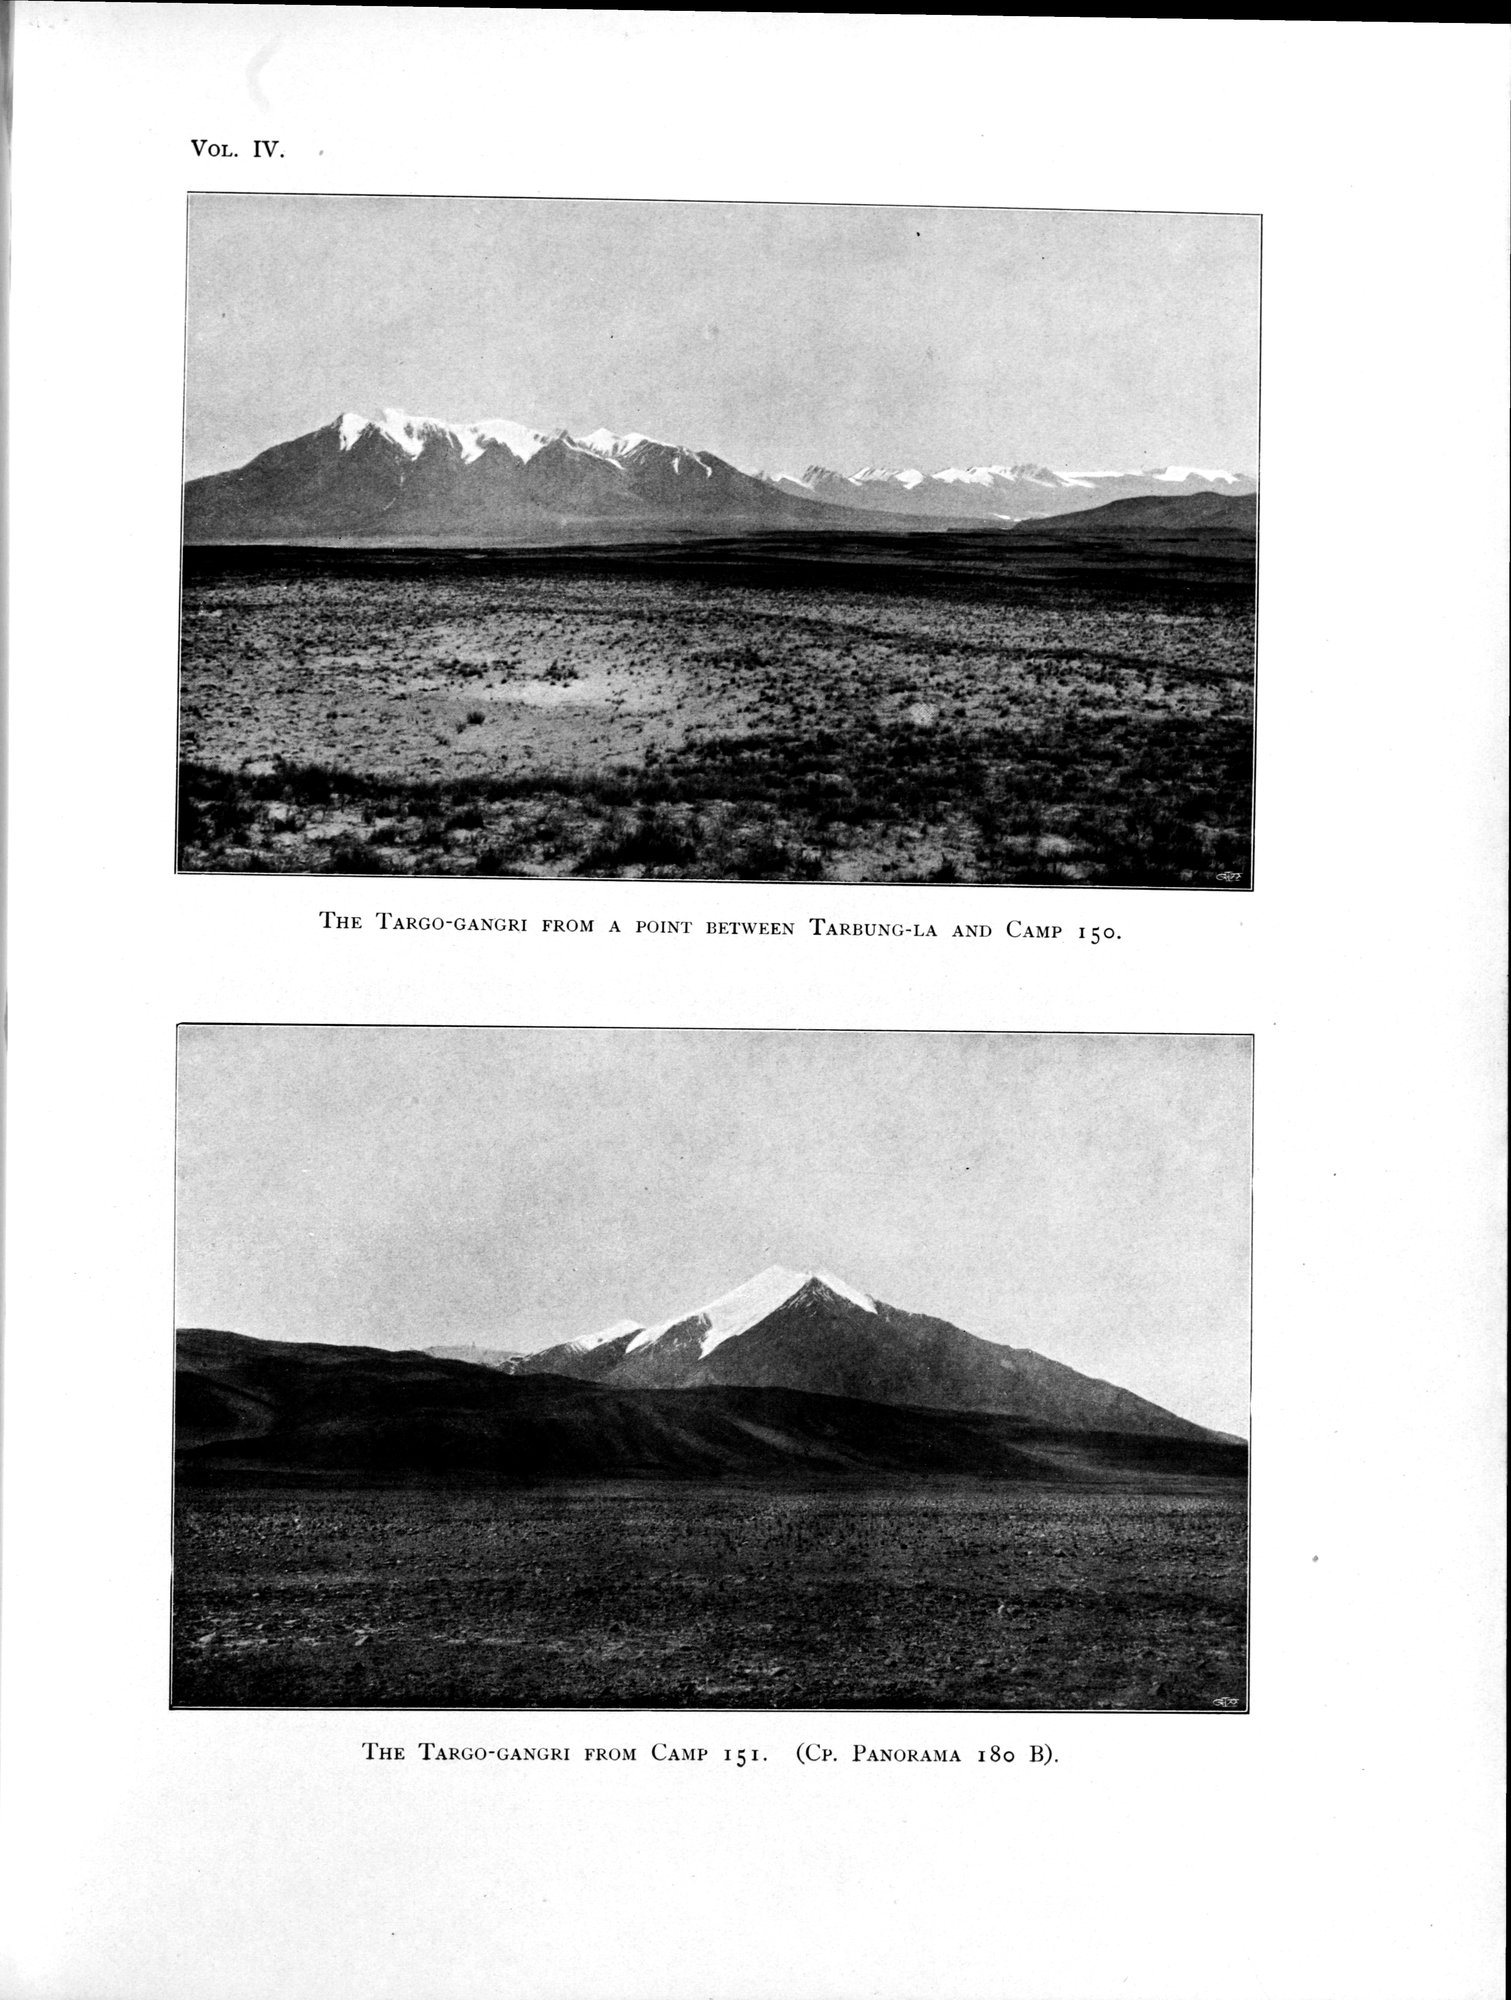 VOL. IV.
THE TARGO-GANGRI FROM A POINT BETWEEN TARBUNG-LA AND CAMP 150.
THE TARGO-GANGRI FROM CAMP 151. (CP. PANORAMA 180 B).